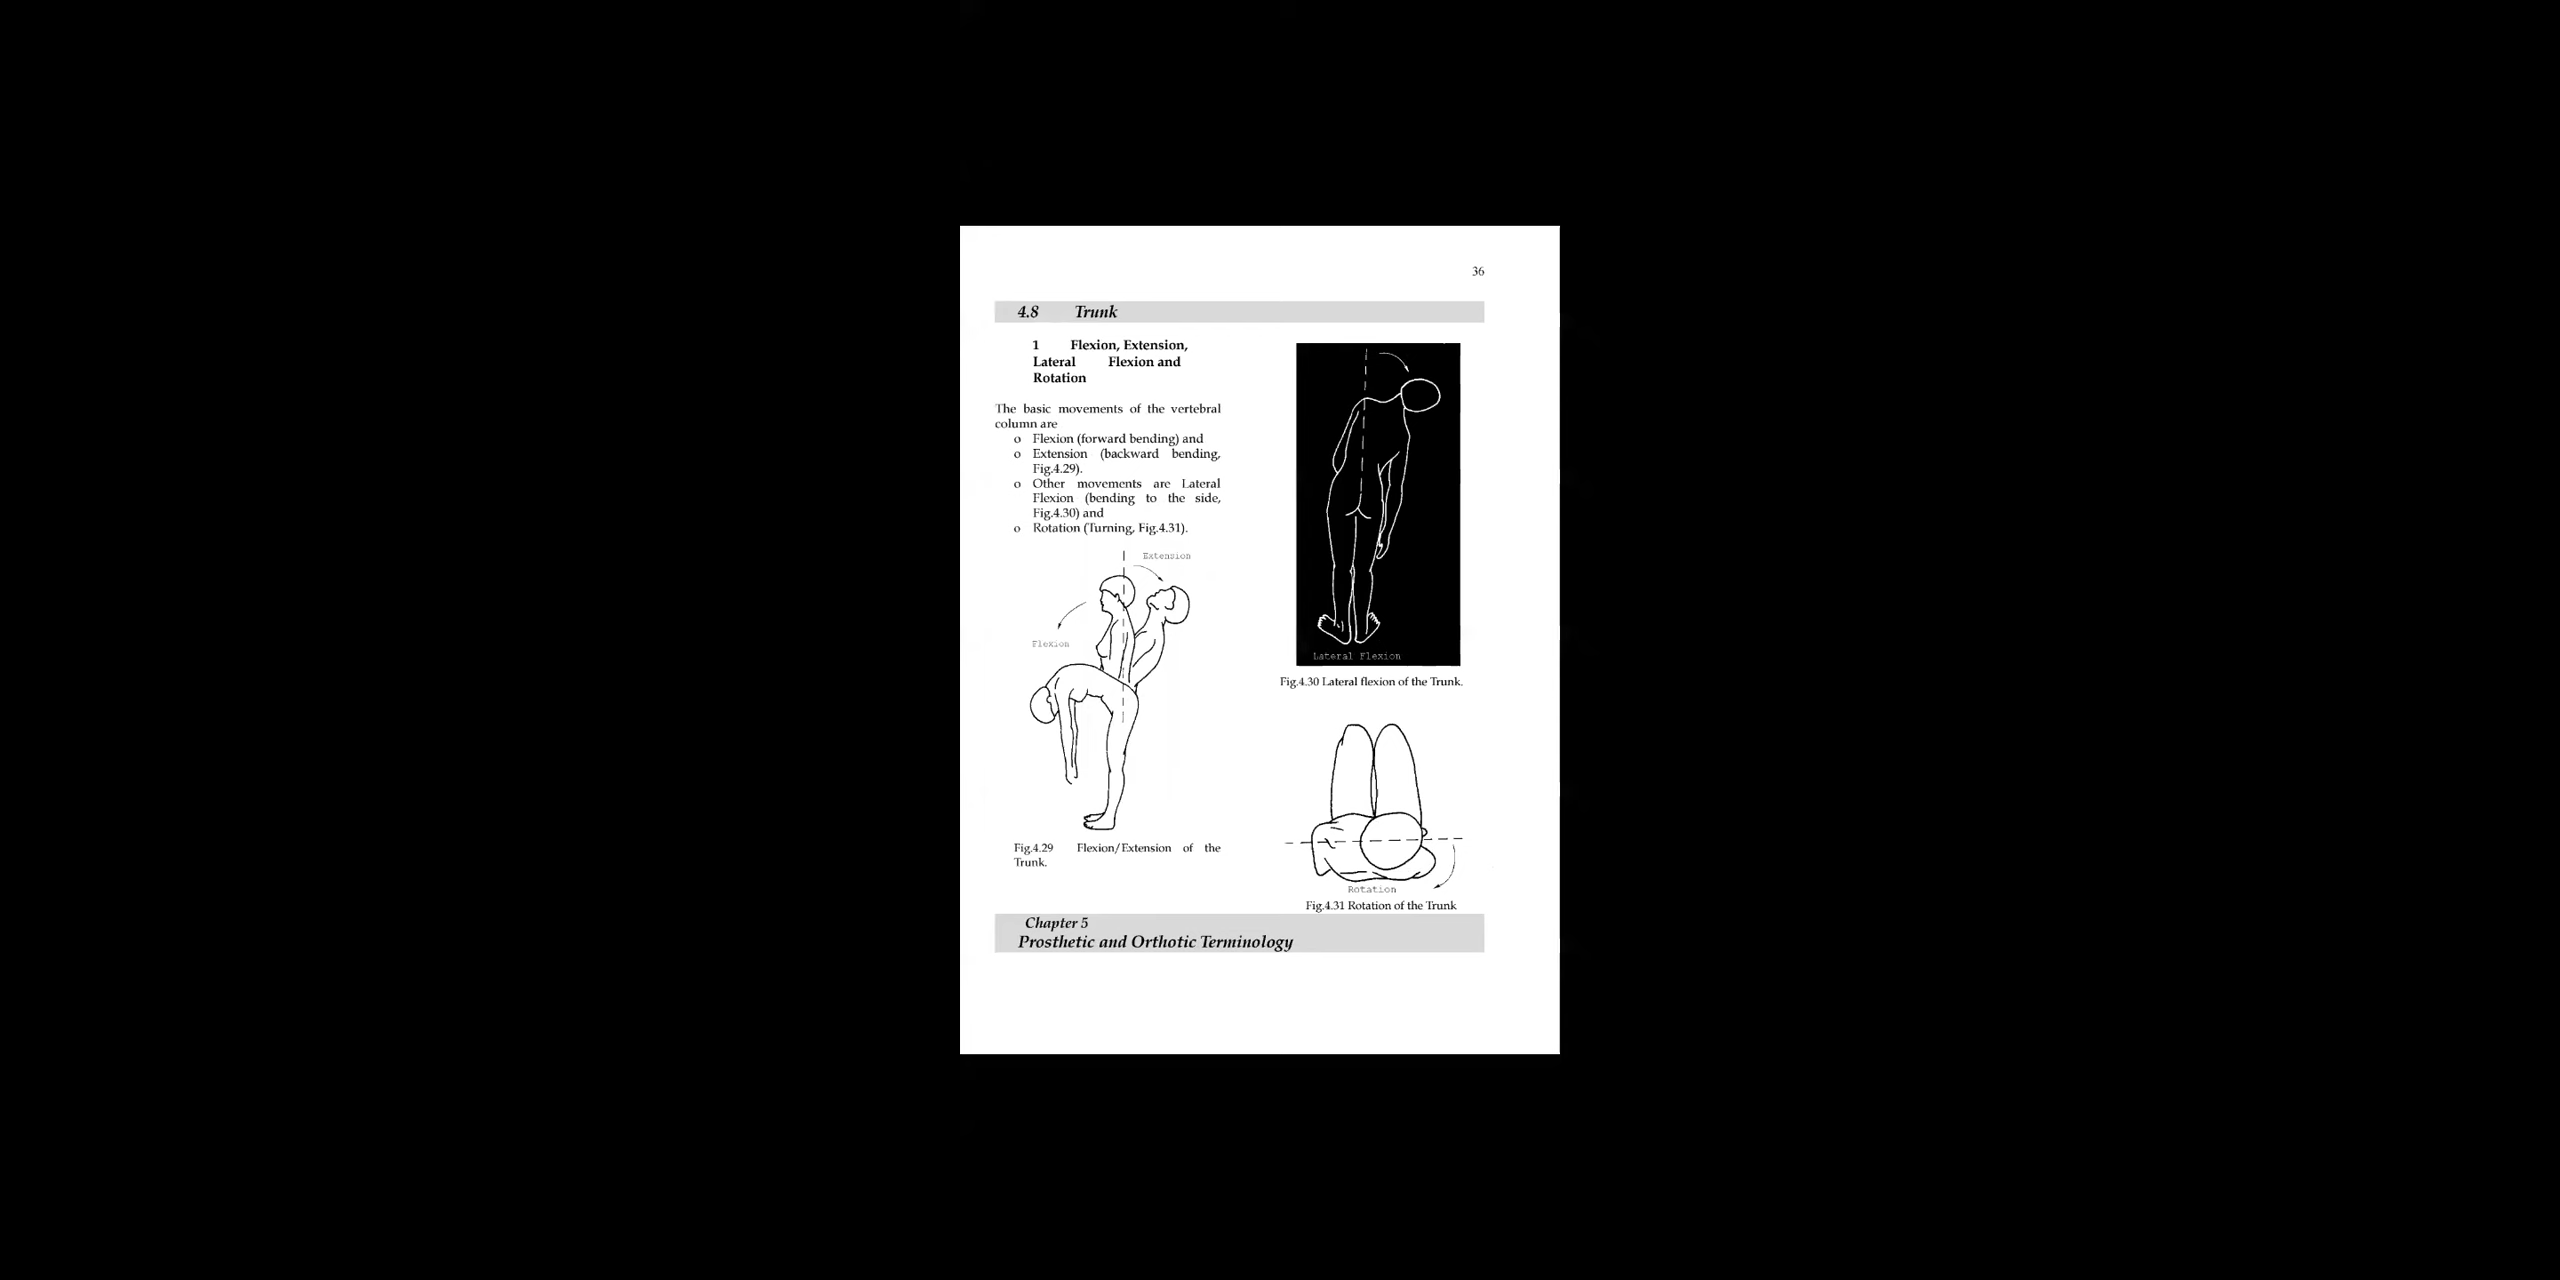 36
4.8 Trunk
1 Flexion, Extension,
Lateral Flexion and
Rotation
The basic movements of the vertebral
column are
o Flexion (forward bending) and
o Extension (backward bending,
Fig.4.29).
o Other movements are Lateral
Flexion (bending to the side,
Fig.4.30) and
o Rotation (Turning, Fig.4.31).
Extension
Flexion
Fig.4.29 Flexion/Extension of the
Trunk.
Lateral Flexion
Fig.4.30 Lateral flexion of the Trunk.
Rotation
Fig.4.31 Rotation of the Trunk
Chapter 5
Prosthetic and Orthotic Terminology